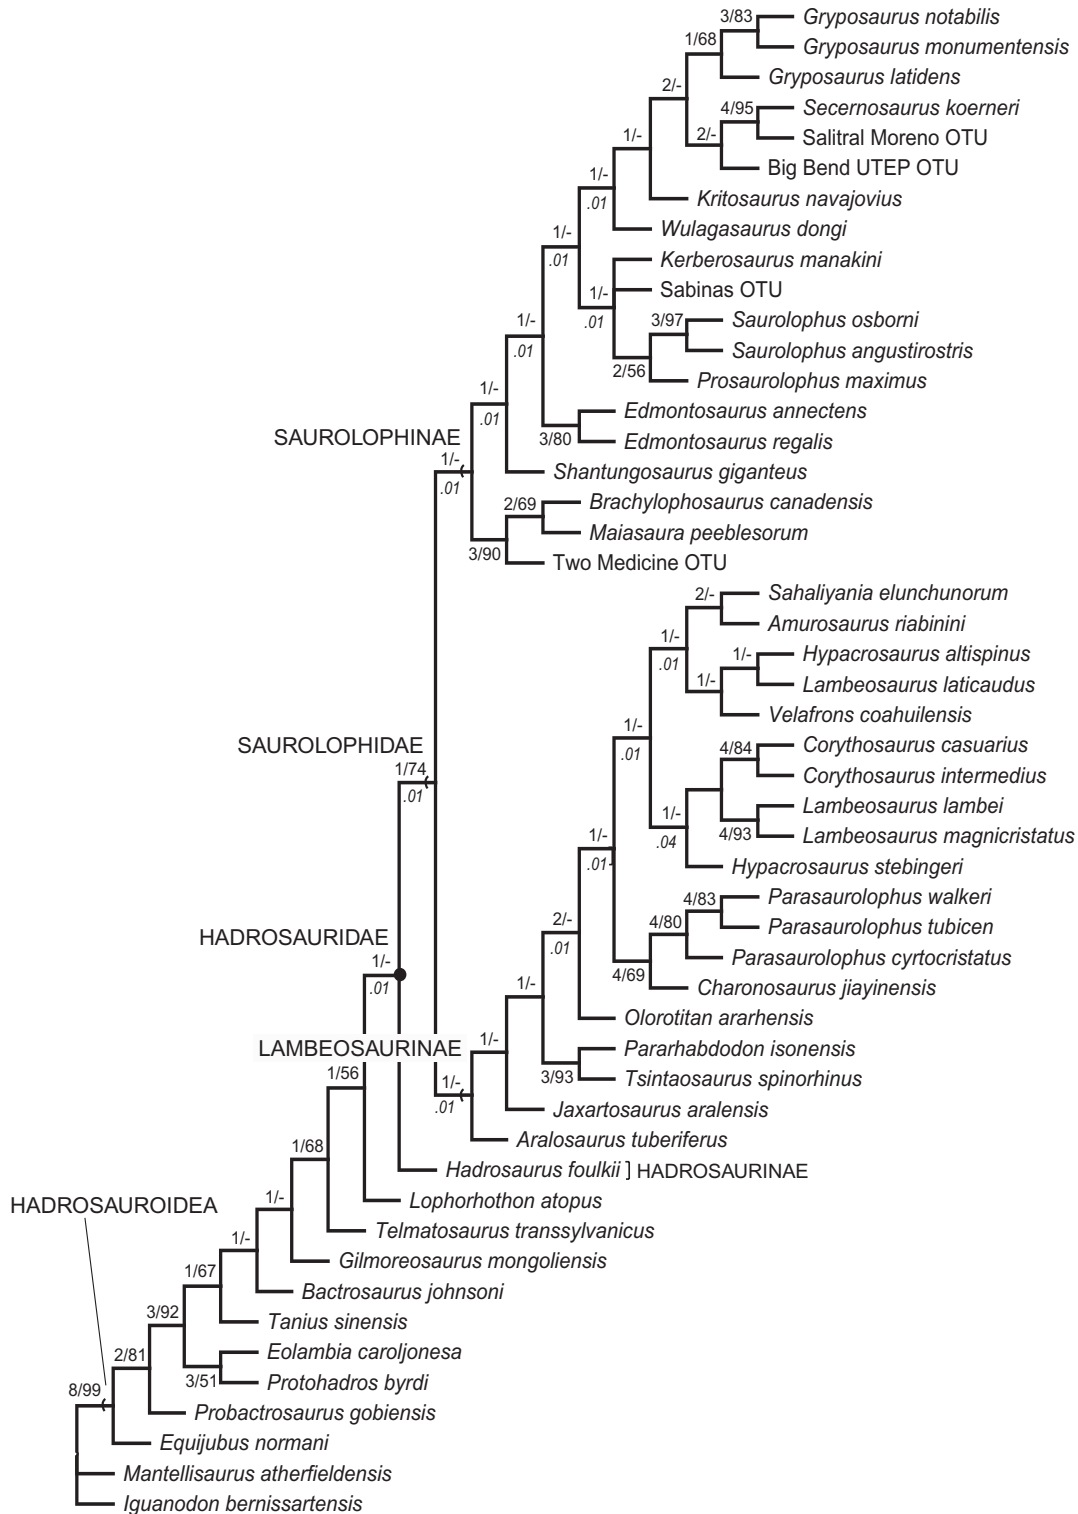 3/83
Gryposaurus notabilis
Gryposaurus monumentensis
1/68
Gryposaurus latidens
2/-
4/95
Secernosaurus koerneri
Salitral Moreno OTU
2/-
Big Bend UTEP OTU
1/-
Kritosaurus navajovius
1/-
.01
Wulagasaurus dongi
1/-
.01
Kerberosaurus manakini
Sabinas OTU
1/-
.01
3/97
Saurolophus osborni
Saurolophus angustirostris
2/56
Prosaurolophus maximus
1/-
.01
Edmontosaurus annectens
3/80
Edmontosaurus regalis
1/-
.01
SAUROLOPHINAE
1/-
.01
Shantungosaurus giganteus
2/69
Brachylophosaurus canadensis
Maiasaura peeblesorum
3/90
Two Medicine OTU
2/-
Sahaliyania elunchunorum
Amurosaurus riabinini
1/-
.01
1/-
Hypacrosaurus altispinus
Lambeosaurus laticaudus
1/-
Velafrons coahuilensis
1/-
.01
4/84
Corythosaurus casuarius
Corythosaurus intermedius
Lambeosaurus lambei
1/-
.04
4/93
Lambeosaurus magnicristatus
Hypacrosaurus stebingeri
SAUROLOPHIDAE
1/74
.01
1/-
.01
4/83
Parasaurolophus walkeri
Parasaurolophus tubicen
4/80
Parasaurolophus cyrtocristatus
4/69
Charonosaurus jiayinensis
2/-
.01
Olorotitan ararhensis
HADROSAURIDAE
1/-
.01
1/-
Pararhabdodon isonensis
3/93
Tsintaosaurus spinorhinus
LAMBEOSAURINAE
1/-
Jaxartosaurus aralensis
1/-
.01
Aralosaurus tuberiferus
1/56
Hadrosaurus foulkii ] HADROSAURINAE
Lophorhothon atopus
1/68
Telmatosaurus transsylvanicus
HADROSAUROIDEA
1/-
Gilmoreosaurus mongoliensis
1/-
Bactrosaurus johnsoni
1/67
Tanius sinensis
3/92
Eolambia caroljonesa
3/51
Protohadros byrdi
2/81
Probactrosaurus gobiensis
8/99
Equijubus normani
Mantellisaurus atherfieldensis
Iguanodon bernissartensis